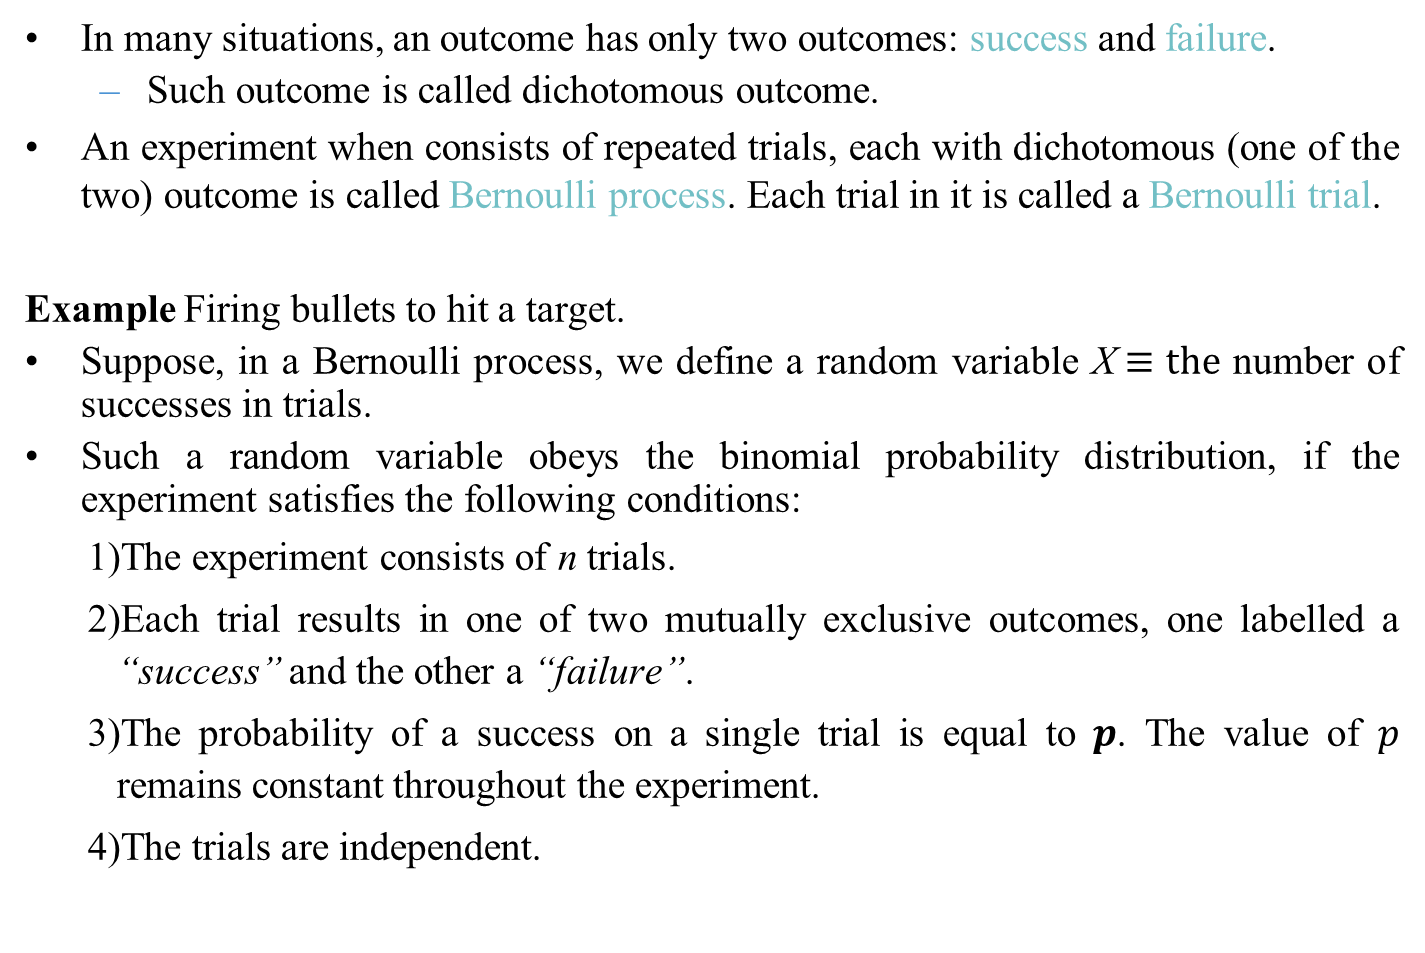 • In many situations, an outcome has only two outcomes: success and failure.
– Such outcome is called dichotomous outcome.
• An experiment when consists of repeated trials, each with dichotomous (one of the
two) outcome is called Bernoulli process. Each trial in it is called a Bernoulli trial.
Example Firing bullets to hit a target.
• Suppose, in a Bernoulli process, we define a random variable X ≡ the number of
successes in trials.
• Such a random variable obeys the binomial probability distribution, if the
experiment satisfies the following conditions:
1)The experiment consists of n trials.
2)Each trial results in one of two mutually exclusive outcomes, one labelled a
“success” and the other a “failure”.
3)The probability of a success on a single trial is equal to p. The value of p
remains constant throughout the experiment.
4)The trials are independent.